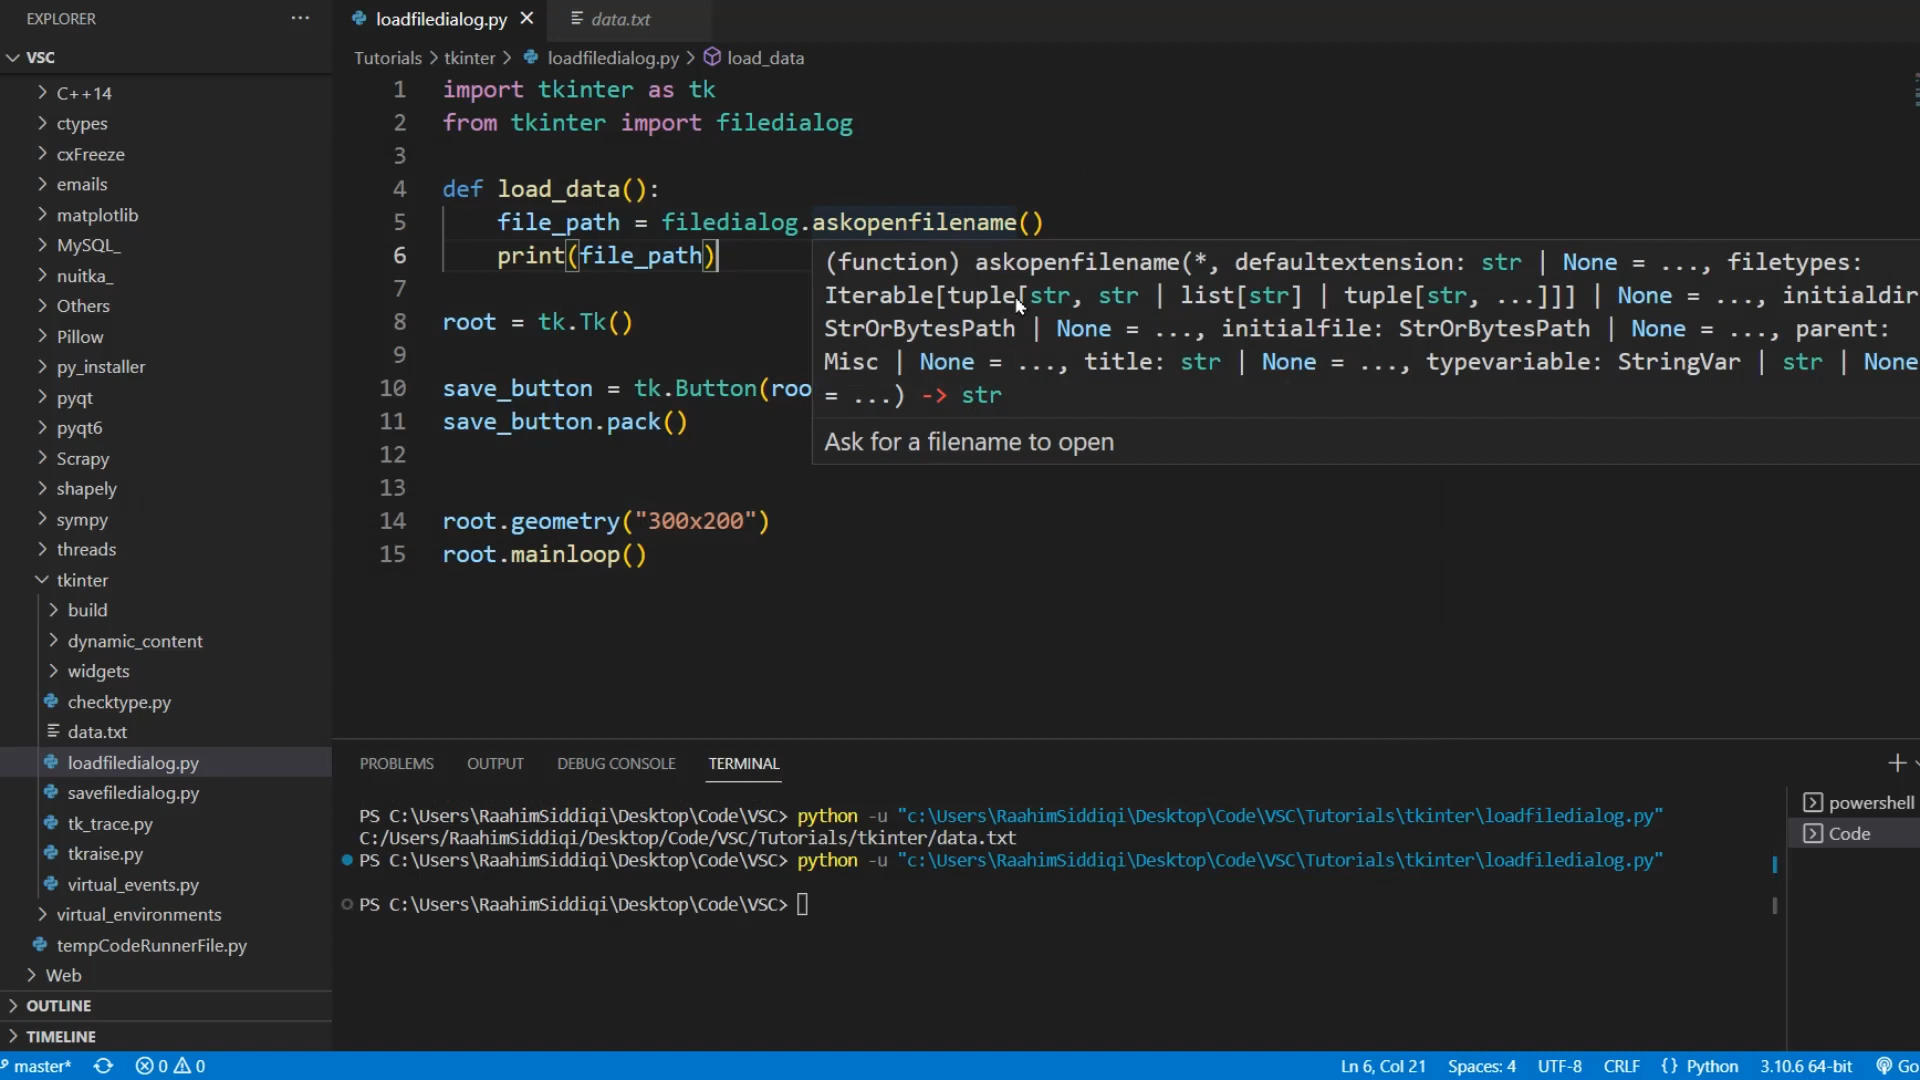 EXPLORER
···
VSC
C++14
ctypes
cxFreeze
emails
matplotlib
MySQL_
nuitka_
Others
Pillow
py_installer
pyqt
pyqt6
Scrapy
shapely
sympy
threads
tkinter
build
dynamic_content
widgets
checktype.py
data.txt
loadfiledialog.py
savefiledialog.py
tk_trace.py
tkraise.py
virtual_events.py
virtual_environments
tempCodeRunnerFile.py
Web
OUTLINE
TIMELINE
loadfiledialog.py
data.txt
Tutorials > tkinter > loadfiledialog.py > load_data
1 import tkinter as tk
2 from tkinter import filedialog
3
4 def load_data():
5 file_path = filedialog.askopenfilename()
6 print(file_path)
7
8 root = tk.Tk()
9
10 save_button = tk.Button(roo
11 save_button.pack()
12
13
14 root.geometry("300x200")
15 root.mainloop()
(function) askopenfilename(*, defaultextension: str | None = ..., filetypes:
Iterable[tuple[str, str | list[str] | tuple[str, ...]]] | None = ..., initialdir
StrOrBytesPath | None = ..., initialfile: StrOrBytesPath | None = ..., parent:
Misc | None = ..., title: str | None = ..., typevariable: StringVar | str | None
= ...) -> str
Ask for a filename to open
PROBLEMS OUTPUT DEBUG CONSOLE TERMINAL
PS C:\Users\RaahimSiddiqi\Desktop\Code\VSC> python -u "c:\Users\RaahimSiddiqi\Desktop\Code\VSC\Tutorials\tkinter\loadfiledialog.py"
C:/Users/RaahimSiddiqi/Desktop/Code/VSC/Tutorials/tkinter/data.txt
PS C:\Users\RaahimSiddiqi\Desktop\Code\VSC> python -u "c:\Users\RaahimSiddiqi\Desktop\Code\VSC\Tutorials\tkinter\loadfiledialog.py"
PS C:\Users\RaahimSiddiqi\Desktop\Code\VSC>
powershell
Code
master* 0 0 Ln 6, Col 21 Spaces: 4 UTF-8 CRLF {} Python 3.10.6 64-bit Go